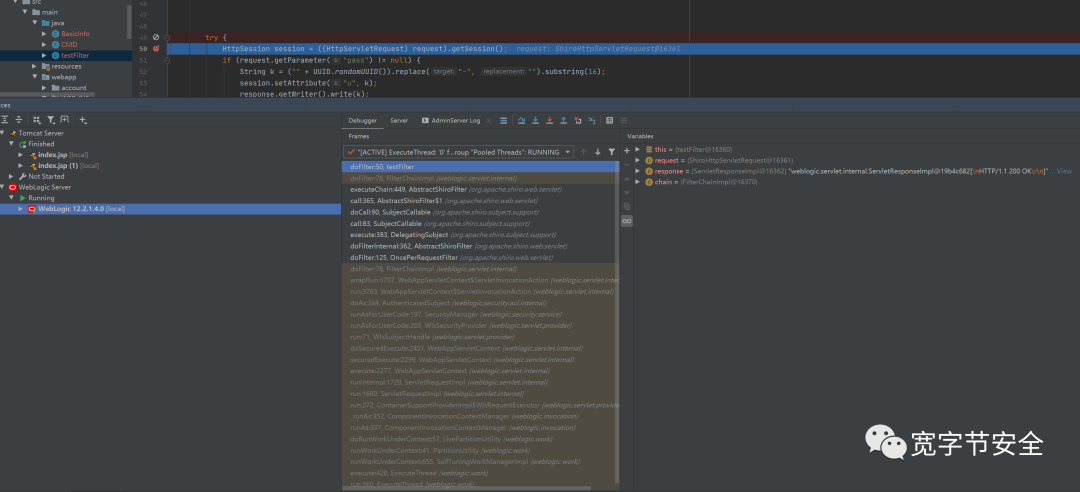 src
main
java
BasicInfo
CMD
testFilter
resources
webapp
account
46
47
48
49
50
51
52
53
54
try {
HttpSession session = ((HttpServletRequest) request).getSession(); request: ShiroHttpServletRequest@16361
if (request.getParameter( s: "pass") != null) {
String k = ("" + UUID.randomUUID()).replace( target: "-", replacement: "").substring(16);
session.setAttribute( s: "u", k);
response.getWriter().write(k);
ces
Tomcat Server
Finished
index.jsp [local]
index.jsp (1) [local]
Not Started
WebLogic Server
Running
WebLogic 12.2.1.4.0 [local]
Debugger Server AdminServer Log
Frames
"[ACTIVE] ExecuteThread: '0' f...roup "Pooled Threads": RUNNING
doFilter:50, testFilter
doFilter:78, FilterChainImpl (weblogic.servlet.internal)
executeChain:449, AbstractShiroFilter (org.apache.shiro.web.servlet)
call:365, AbstractShiroFilter$1 (org.apache.shiro.web.servlet)
doCall:90, SubjectCallable (org.apache.shiro.subject.support)
call:83, SubjectCallable (org.apache.shiro.subject.support)
execute:383, DelegatingSubject (org.apache.shiro.subject.support)
doFilterInternal:362, AbstractShiroFilter (org.apache.shiro.web.servlet)
doFilter:125, OncePerRequestFilter (org.apache.shiro.web.servlet)
doFilter:78, FilterChainImpl (weblogic.servlet.internal)
wrapRun:3797, WebAppServletContext$ServletInvocationAction (weblogic.servlet.inte
run:3763, WebAppServletContext$ServletInvocationAction (weblogic.servlet.internal)
doAs:344, AuthenticatedSubject (weblogic.security.acl.internal)
runAsForUserCode:197, SecurityManager (weblogic.security.service)
runAsForUserCode:203, WlsSecurityProvider (weblogic.servlet.provider)
run:71, WlsSubjectHandle (weblogic.servlet.provider)
doSecuredExecute:2451, WebAppServletContext (weblogic.servlet.internal)
securedExecute:2299, WebAppServletContext (weblogic.servlet.internal)
execute:2277, WebAppServletContext (weblogic.servlet.internal)
runInternal:1720, ServletRequestImpl (weblogic.servlet.internal)
run:1680, ServletRequestImpl (weblogic.servlet.internal)
run:272, ContainerSupportProviderImpl$WlsRequestExecutor (weblogic.servlet.provide
_runAs:352, ComponentInvocationContextManager (weblogic.invocation)
runAs:337, ComponentInvocationContextManager (weblogic.invocation)
doRunWorkUnderContext:57, LivePartitionUtility (weblogic.work)
runWorkUnderContext:41, PartitionUtility (weblogic.work)
runWorkUnderContext:655, SelfTuningWorkManagerImpl (weblogic.work)
execute:420, ExecuteThread (weblogic.work)
run:360, ExecuteThread (weblogic.work)
Variables
this = {testFilter@16360}
request = {ShiroHttpServletRequest@16361}
response = {ServletResponseImpl@16362} "weblogic.servlet.internal.ServletResponseImpl@19b4c682[\nHTTP/1.1 200 OK\r\n]"... View
chain = {FilterChainImpl@16370}
宽字节安全